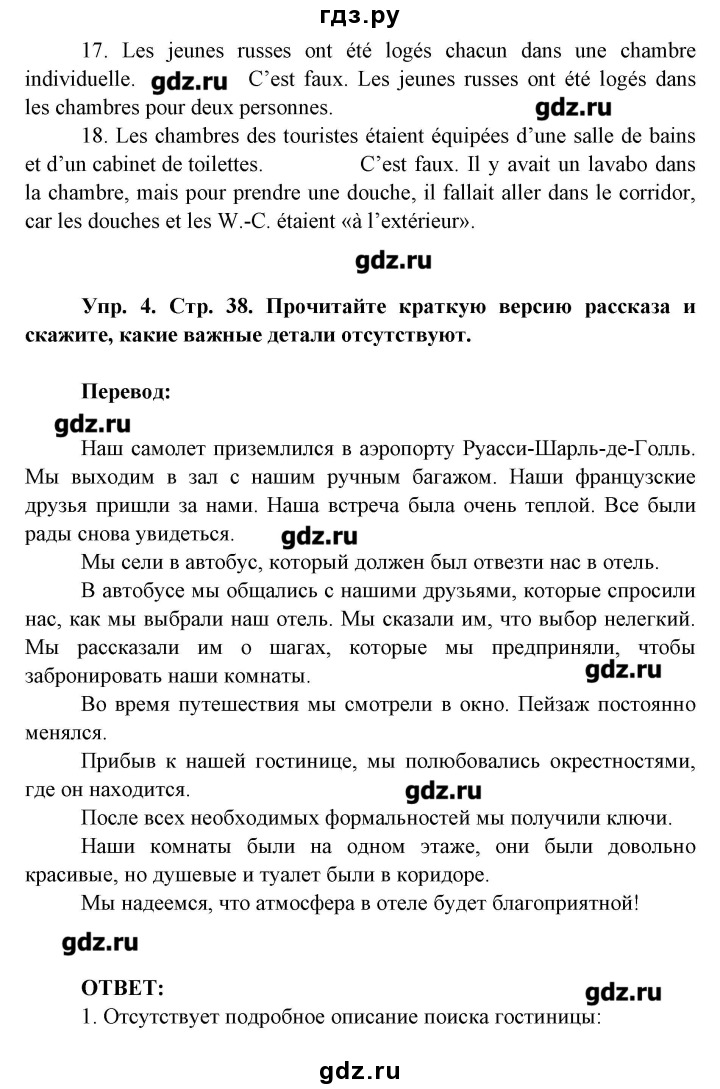 гдз.ру
17. Les jeunes russes ont été logés chacun dans une chambre
individuelle. gdz.ru C’est faux. Les jeunes russes ont été logés dans
les chambres pour deux personnes. gdz.ru
18. Les chambres des touristes étaient équipées d’une salle de bains
et d’un cabinet de toilettes. C’est faux. Il y avait un lavabo dans
la chambre, mais pour prendre une douche, il fallait aller dans le corridor,
car les douches et les W.-C. étaient «à l’extérieur».
gdz.ru
Упр. 4. Стр. 38. Прочитайте краткую версию рассказа и
скажите, какие важные детали отсутствуют.
Перевод:
gdz.ru
Наш самолет приземлился в аэропорту Руасси-Шарль-де-Голль.
Мы выходим в зал с нашим ручным багажом. Наши французские
друзья пришли за нами. Наша встреча была очень теплой. Все были
рады снова увидеться. gdz.ru
Мы сели в автобус, который должен был отвезти нас в отель.
В автобусе мы общались с нашими друзьями, которые спросили
нас, как мы выбрали наш отель. Мы сказали им, что выбор нелегкий.
Мы рассказали им о шагах, которые мы предприняли, чтобы
забронировать наши комнаты. gdz.ru
Во время путешествия мы смотрели в окно. Пейзаж постоянно
менялся.
Прибыв к нашей гостинице, мы полюбовались окрестностями,
где он находится. gdz.ru
После всех необходимых формальностей мы получили ключи.
Наши комнаты были на одном этаже, они были довольно
красивые, но душевые и туалет были в коридоре.
Мы надеемся, что атмосфера в отеле будет благоприятной!
gdz.ru
ОТВЕТ: gdz.ru
1. Отсутствует подробное описание поиска гостиницы:
gdz.ru